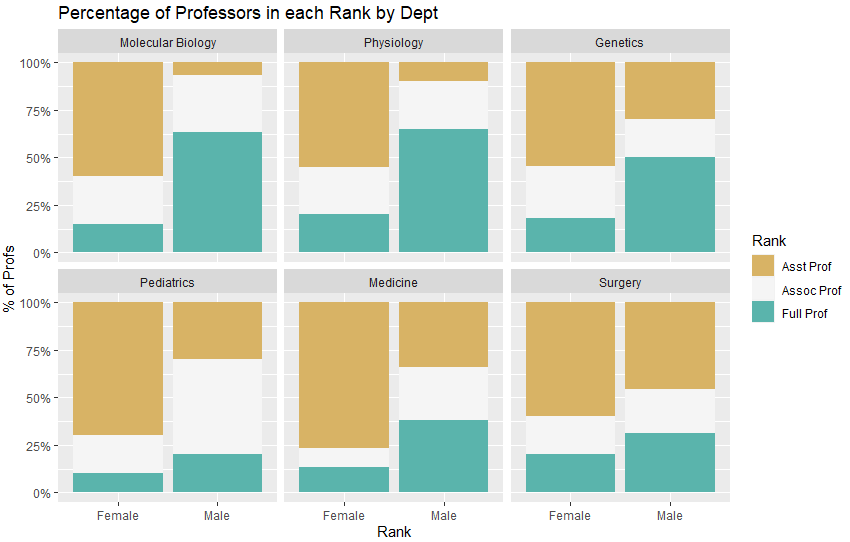 Percentage of Professors in each Rank by Dept
Molecular Biology
Physiology
Genetics
100%
75%
50%
25%
0%
Pediatrics
Medicine
Surgery
100%
75%
50%
25%
0%
Female
Male
Female
Male
Female
Male
Rank
% of Profs
Rank
Asst Prof
Assoc Prof
Full Prof